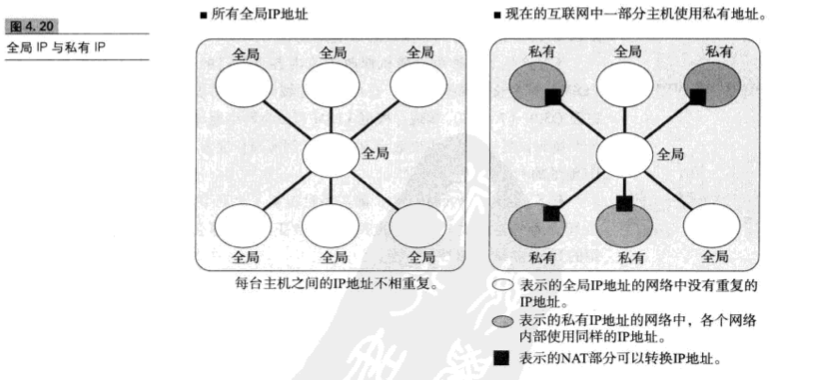 图4.20
全局 IP 与私有 IP
■ 所有全局IP地址
全局 全局 全局
全局
全局 全局 全局
每台主机之间的IP地址不相重复。
■ 现在的互联网中一部分主机使用私有地址。
私有 全局 私有
全局
私有 私有 全局
表示的全局IP地址的网络中没有重复的
IP地址。
表示的私有IP地址的网络中，各个网络
内部使用同样的IP地址。
表示的NAT部分可以转换IP地址。